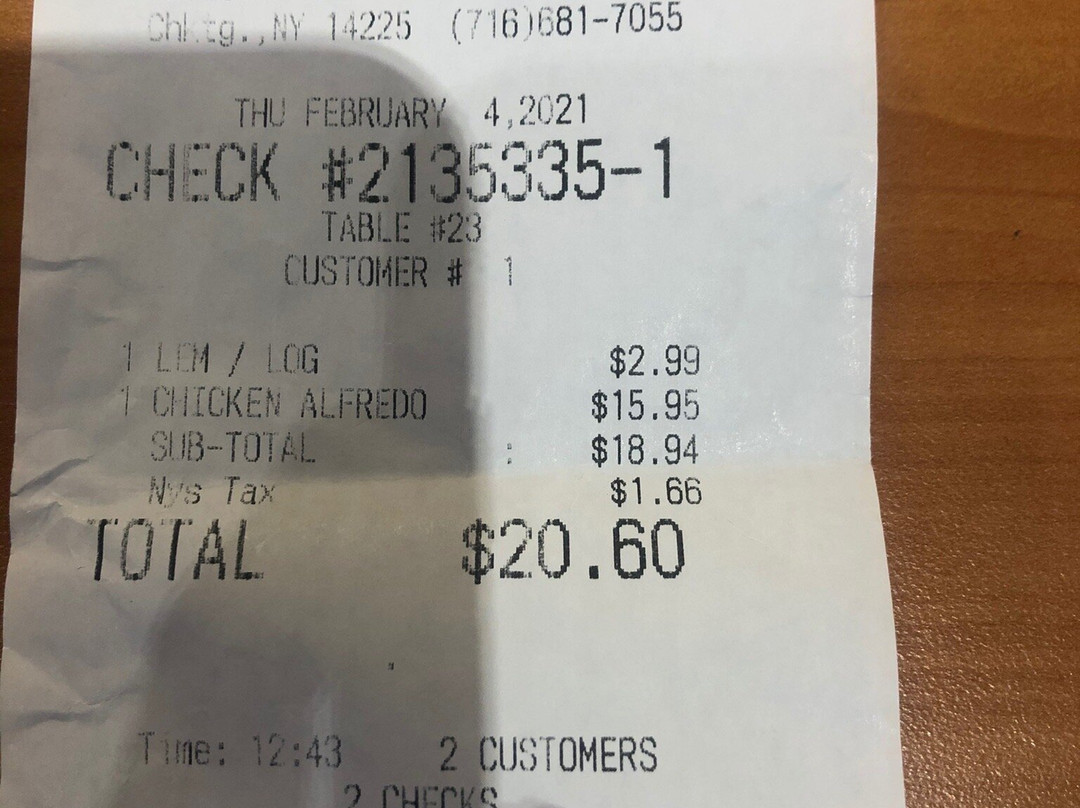 Chktg.,NY 14225 (716)681-7055
THU FEBRUARY 4,2021
CHECK #2135335-1
TABLE #23
CUSTOMER # 1
1 LEM / LOG $2.99
1 CHICKEN ALFREDO $15.95
SUB-TOTAL : $18.94
Nys Tax $1.66
TOTAL $20.60
Time: 12:43 2 CUSTOMERS
2 CHECKS